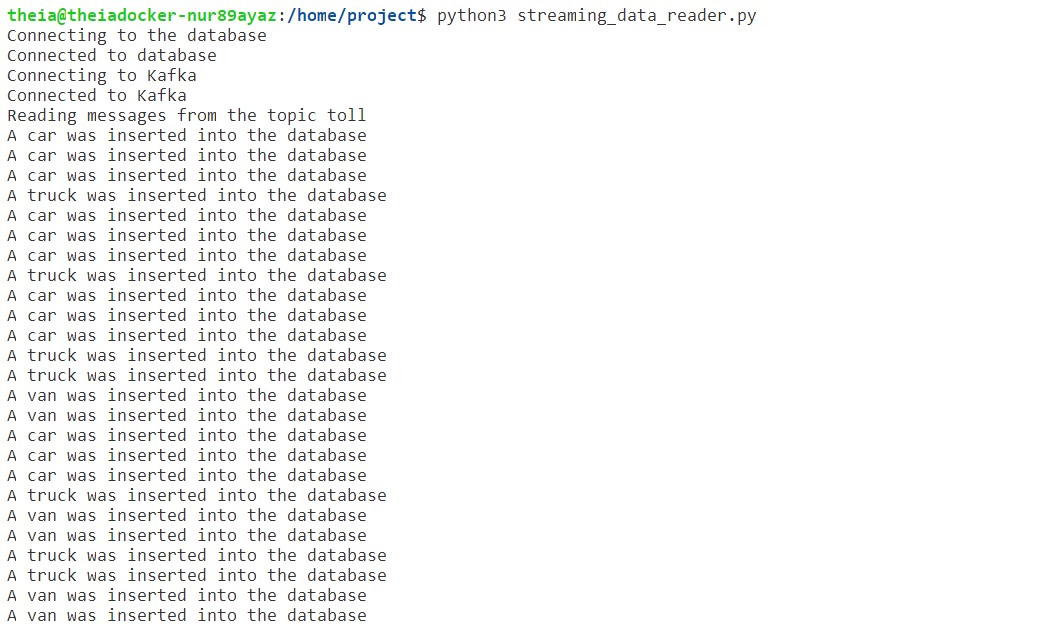 theia@theiadocker-nur89ayaz:/home/project$ python3 streaming_data_reader.py
Connecting to the database
Connected to database
Connecting to Kafka
Connected to Kafka
Reading messages from the topic toll
A car was inserted into the database
A car was inserted into the database
A car was inserted into the database
A truck was inserted into the database
A car was inserted into the database
A car was inserted into the database
A car was inserted into the database
A truck was inserted into the database
A car was inserted into the database
A car was inserted into the database
A car was inserted into the database
A truck was inserted into the database
A truck was inserted into the database
A van was inserted into the database
A van was inserted into the database
A car was inserted into the database
A car was inserted into the database
A car was inserted into the database
A truck was inserted into the database
A van was inserted into the database
A van was inserted into the database
A truck was inserted into the database
A truck was inserted into the database
A van was inserted into the database
A van was inserted into the database